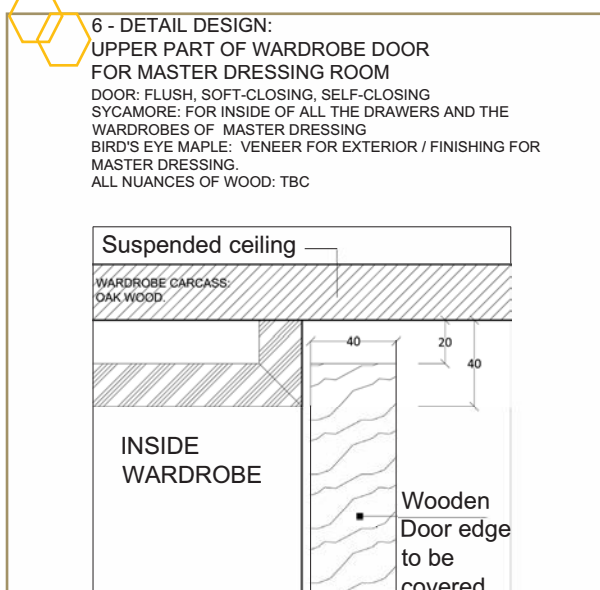 6 - DETAIL DESIGN:
UPPER PART OF WARDROBE DOOR
FOR MASTER DRESSING ROOM
DOOR: FLUSH, SOFT-CLOSING, SELF-CLOSING
SYCAMORE: FOR INSIDE OF ALL THE DRAWERS AND THE
WARDROBES OF MASTER DRESSING
BIRD'S EYE MAPLE: VENEER FOR EXTERIOR / FINISHING FOR
MASTER DRESSING.
ALL NUANCES OF WOOD: TBC
Suspended ceiling
WARDROBE CARCASS:
OAK WOOD.
40
20
40
INSIDE
WARDROBE
Wooden
Door edge
to be
covered